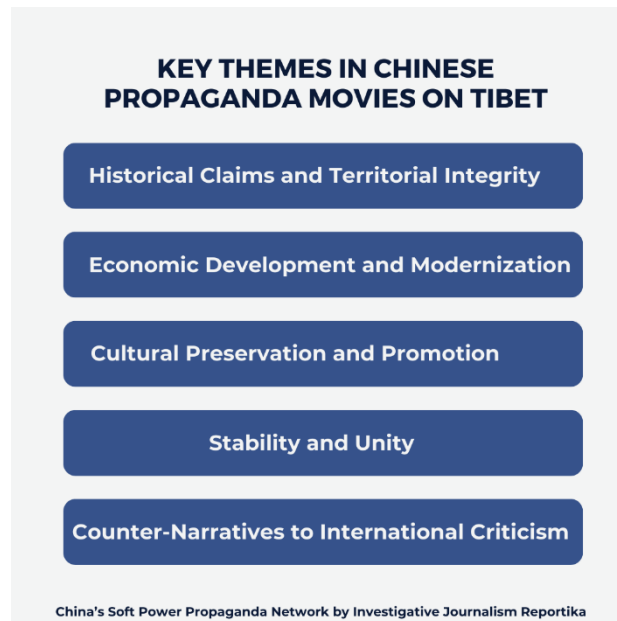 KEY THEMES IN CHINESE
PROPAGANDA MOVIES ON TIBET
Historical Claims and Territorial Integrity
Economic Development and Modernization
Cultural Preservation and Promotion
Stability and Unity
Counter-Narratives to International Criticism
China's Soft Power Propaganda Network by Investigative Journalism Reportika